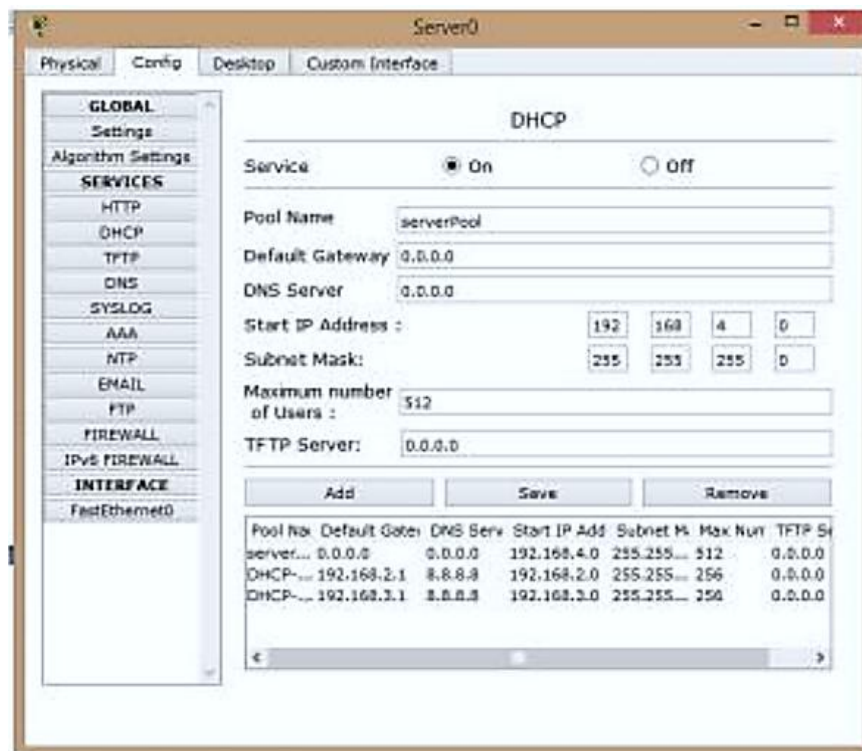 Server0
Physical Config Desktop Custom Interface
GLOBAL
Settings
Algorithm Settings
SERVICES
HTTP
DHCP
TFTP
DNS
SYSLOG
AAA
NTP
EMAIL
FTP
FIREWALL
IPv6 FIREWALL
INTERFACE
FastEthernet0
DHCP
Service On Off
Pool Name serverPool
Default Gateway 0.0.0.0
DNS Server 0.0.0.0
Start IP Address : 192 168 4 0
Subnet Mask: 255 255 255 0
Maximum number
of Users : 512
TFTP Server: 0.0.0.0
Add Save Remove
Pool Nar Default Gater DNS Serv Start IP Add Subnet M Max Num TFTP Se
server... 0.0.0.0 0.0.0.0 192.168.4.0 255.255... 512 0.0.0.0
DHCP-... 192.168.2.1 8.8.8.8 192.168.2.0 255.255... 256 0.0.0.0
DHCP-... 192.168.3.1 8.8.8.8 192.168.3.0 255.255... 256 0.0.0.0